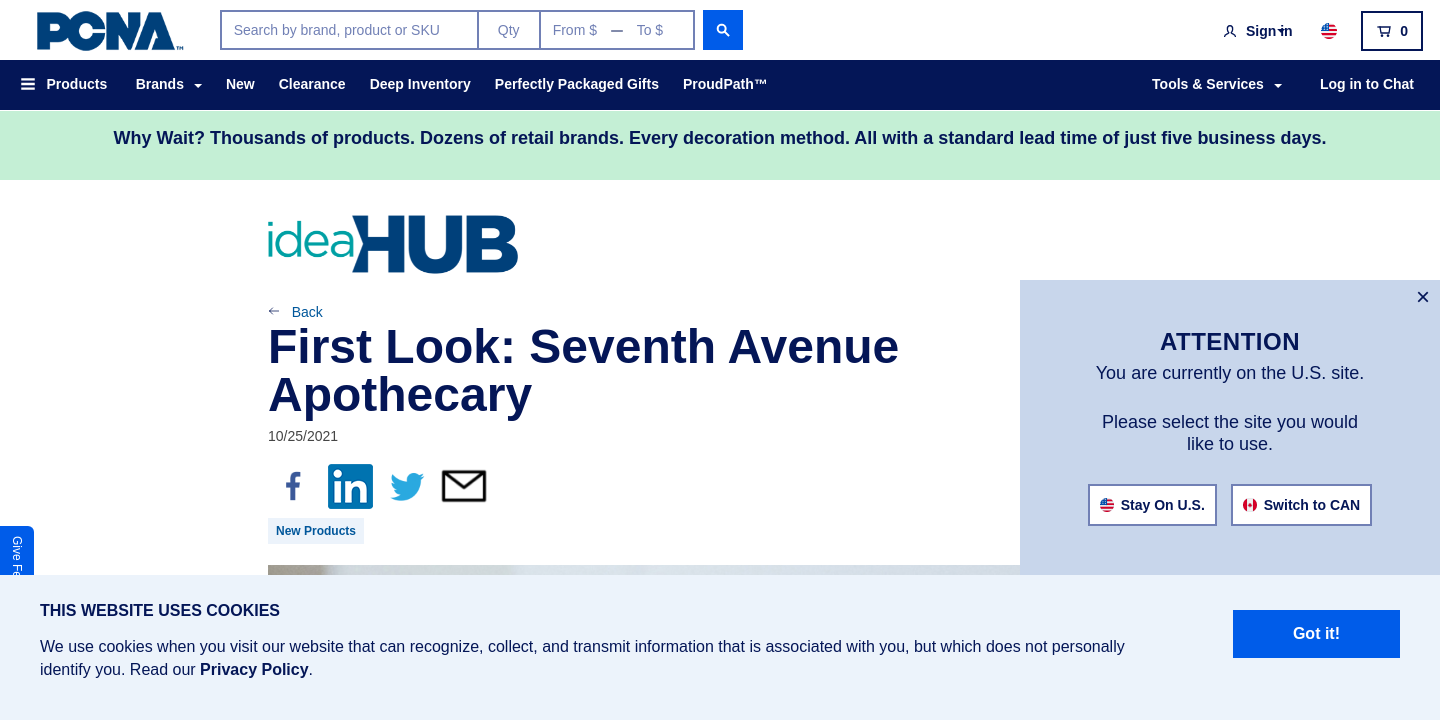 PCNA™
Search by brand, product or SKU
Qty
From $ — To $
Sign In
0
Products
Brands
New
Clearance
Deep Inventory
Perfectly Packaged Gifts
ProudPath™
Tools & Services
Log in to Chat
Why Wait? Thousands of products. Dozens of retail brands. Every decoration method. All with a standard lead time of just five business days.
ideaHUB
Back
First Look: Seventh Avenue
Apothecary
10/25/2021
New Products
ATTENTION
You are currently on the U.S. site.
Please select the site you would
like to use.
Stay On U.S.
Switch to CAN
Give
THIS WEBSITE USES COOKIES
We use cookies when you visit our website that can recognize, collect, and transmit information that is associated with you, but which does not personally
identify you. Read our Privacy Policy.
Got it!